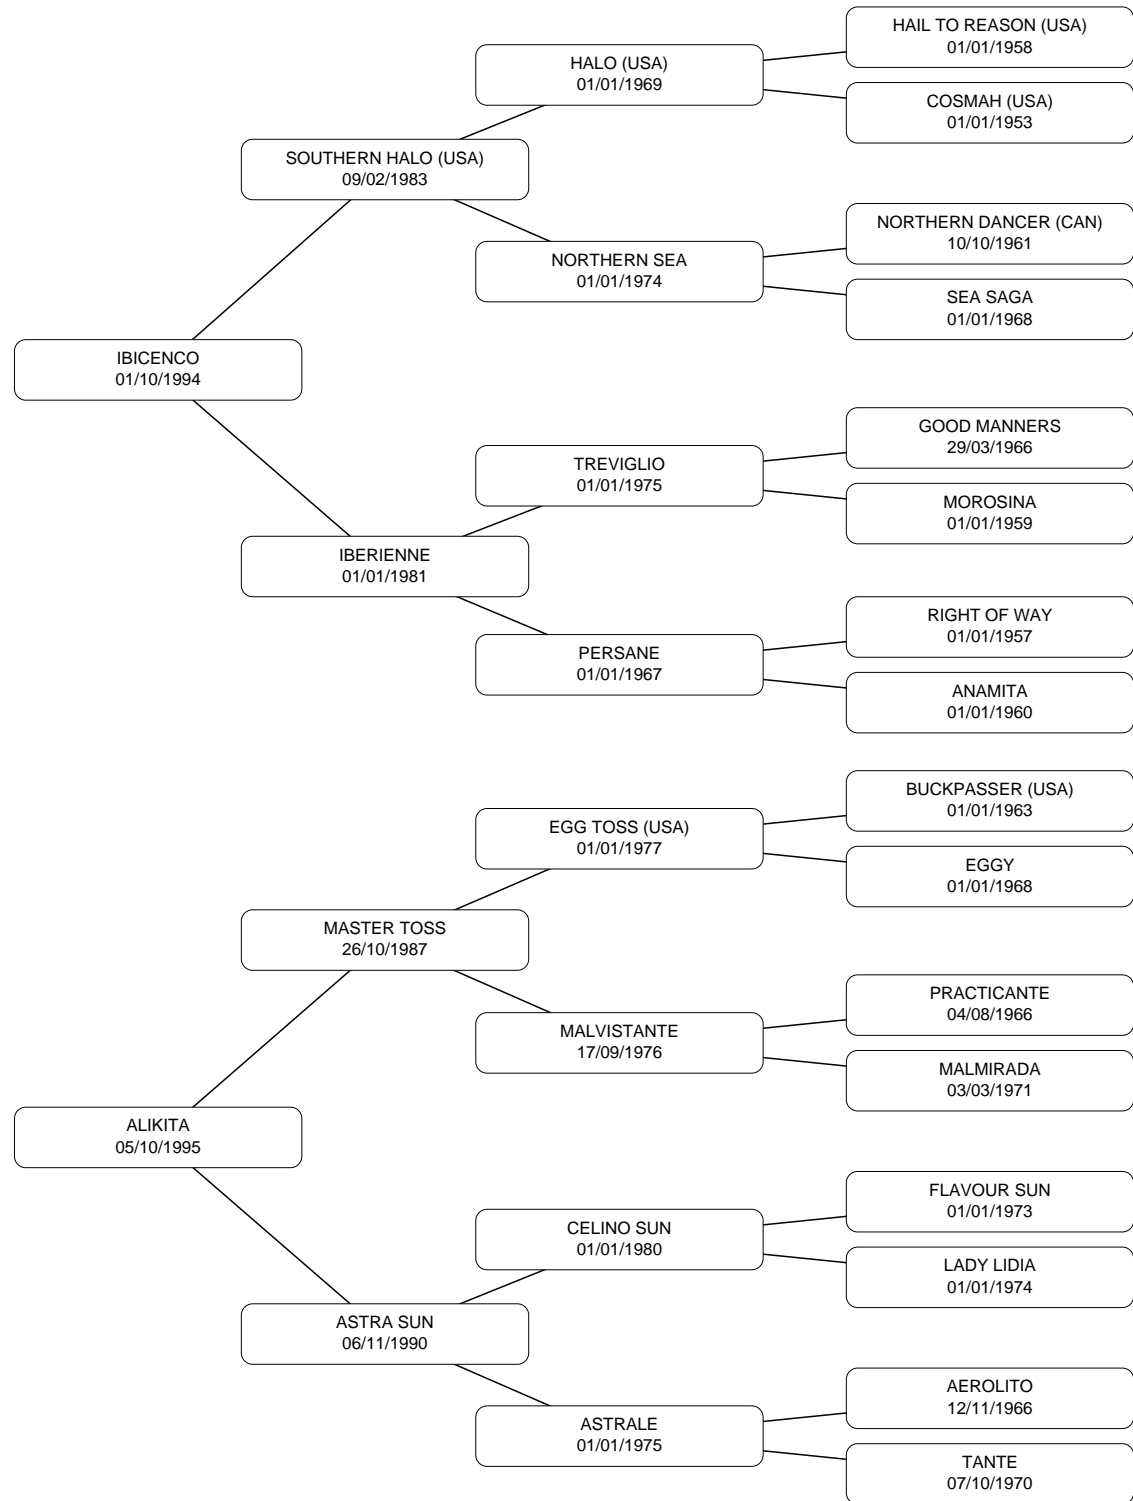 HAIL TO REASON (USA)
01/01/1958
HALO (USA)
01/01/1969
COSMAH (USA)
01/01/1953
SOUTHERN HALO (USA)
09/02/1983
NORTHERN DANCER (CAN)
10/10/1961
NORTHERN SEA
01/01/1974
SEA SAGA
01/01/1968
IBICENCO
01/10/1994
GOOD MANNERS
29/03/1966
TREVIGLIO
01/01/1975
MOROSINA
01/01/1959
IBERIENNE
01/01/1981
RIGHT OF WAY
01/01/1957
PERSANE
01/01/1967
ANAMITA
01/01/1960
BUCKPASSER (USA)
01/01/1963
EGG TOSS (USA)
01/01/1977
EGGY
01/01/1968
MASTER TOSS
26/10/1987
PRACTICANTE
04/08/1966
MALVISTANTE
17/09/1976
MALMIRADA
03/03/1971
ALIKITA
05/10/1995
FLAVOUR SUN
01/01/1973
CELINO SUN
01/01/1980
LADY LIDIA
01/01/1974
ASTRA SUN
06/11/1990
AEROLITO
12/11/1966
ASTRALE
01/01/1975
TANTE
07/10/1970